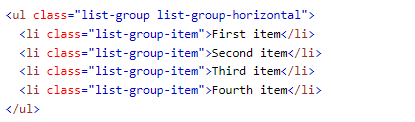 <ul class="list-group list-group-horizontal">
  <li class="list-group-item">First item</li>
  <li class="list-group-item">Second item</li>
  <li class="list-group-item">Third item</li>
  <li class="list-group-item">Fourth item</li>
</ul>